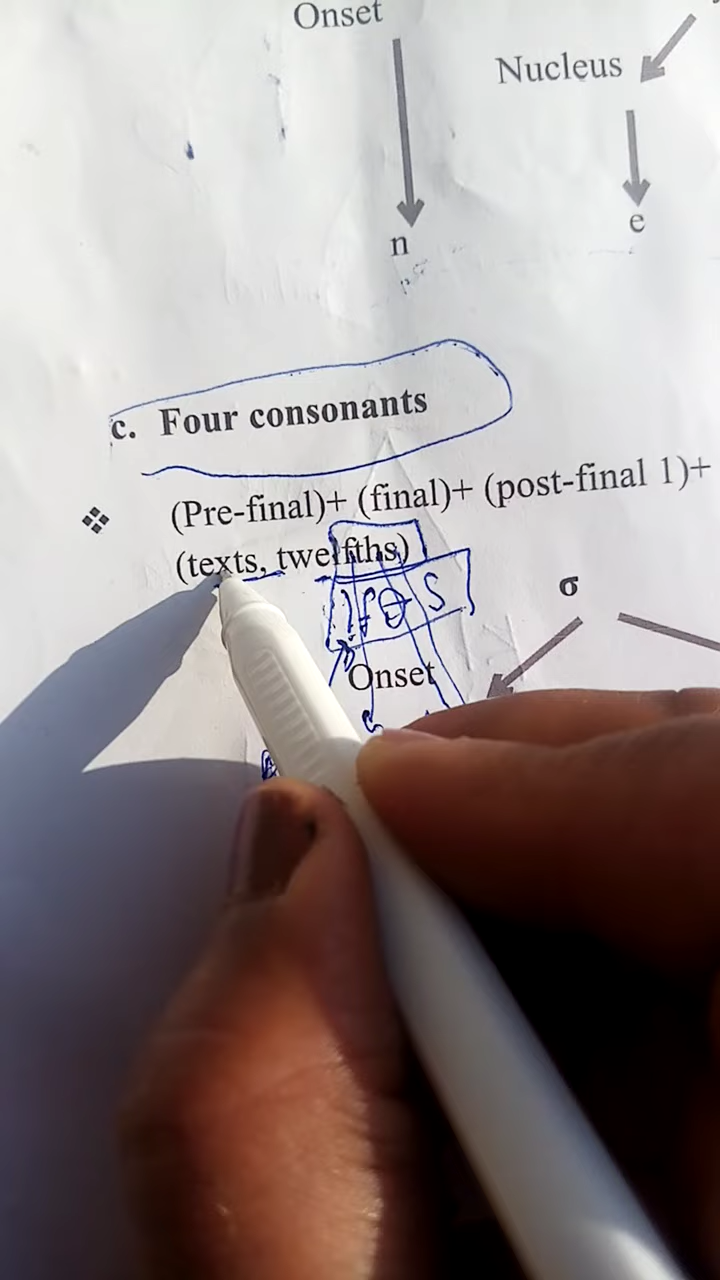 Onset
Nucleus
n
e
c. Four consonants
❖ (Pre-final)+ (final)+ (post-final 1)+
(texts, twelfths)
l f θ s
σ
Onset